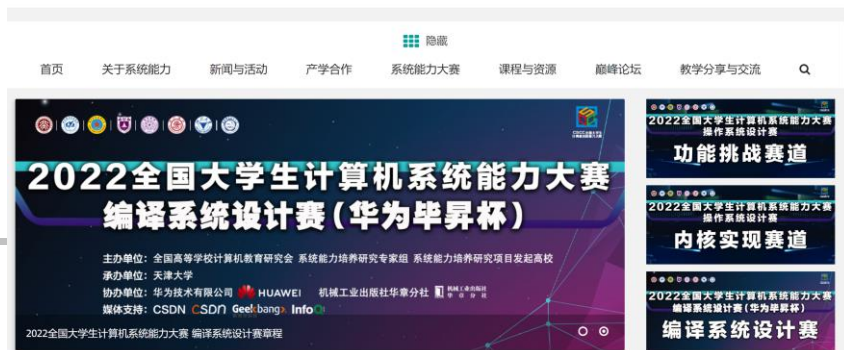 隐藏
首页 关于系统能力 新闻与活动 产学合作 系统能力大赛 课程与资源 巅峰论坛 教学分享与交流
2022全国大学生计算机系统能力大赛
编译系统设计赛(华为毕昇杯)
主办单位:全国高等学校计算机教育研究会 系统能力培养研究专家组 系统能力培养研究项目发起高校
承办单位:天津大学
协办单位:华为技术有限公司 HUAWEI 机械工业出版社华章分社
媒体支持:CSDN CSDN Geekbang>. InfoQ
2022全国大学生计算机系统能力大赛 编译系统设计赛章程
2022全国大学生计算机系统能力大赛
操作系统设计赛
功能挑战赛道
2022全国大学生计算机系统能力大赛
操作系统设计赛
内核实现赛道
2022全国大学生计算机系统能力大赛
编译系统设计赛(华为毕昇杯)
编译系统设计赛